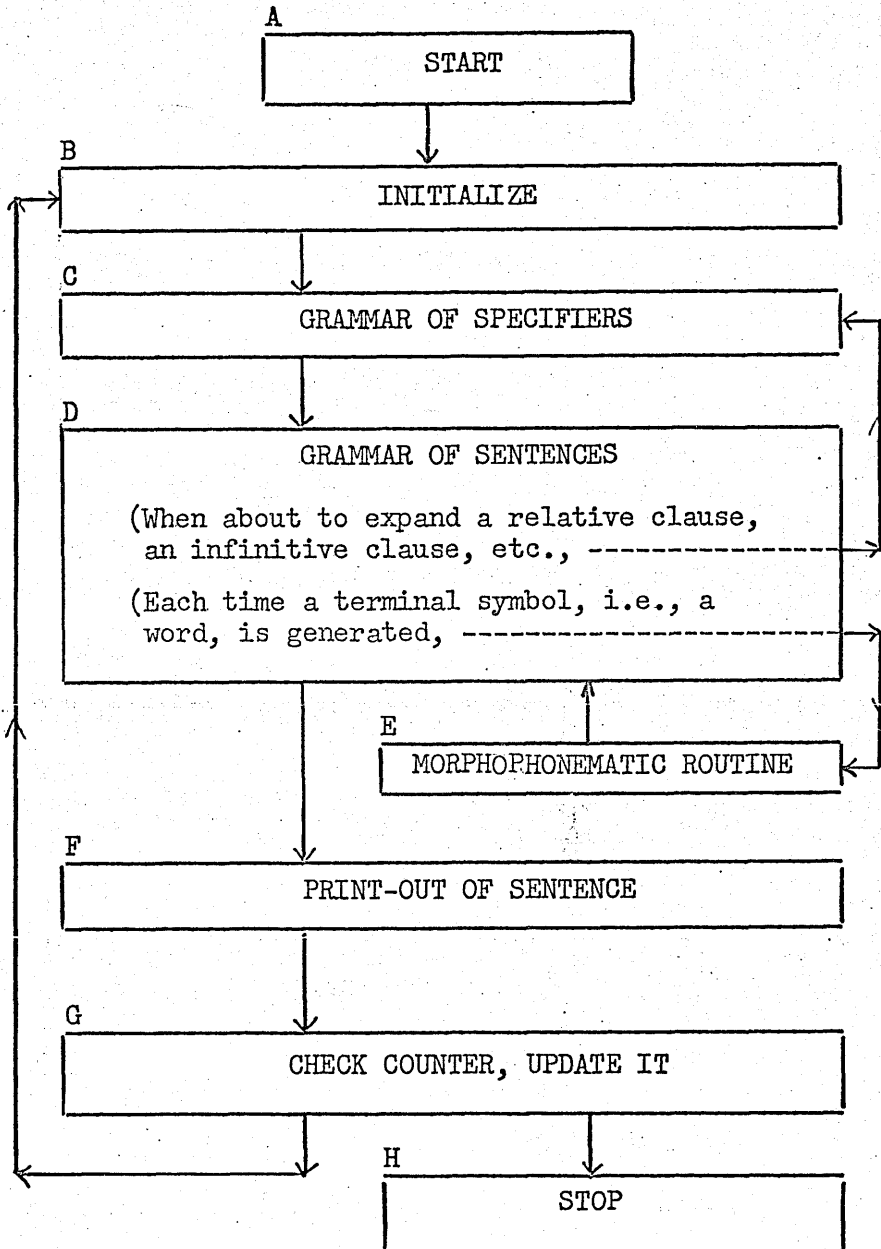 A
START
B
INITIALIZE
C
GRAMMAR OF SPECIFIERS
D
GRAMMAR OF SENTENCES
(When about to expand a relative clause,
an infinitive clause, etc., ----------------------
(Each time a terminal symbol, i.e., a
word, is generated, ------------------------------
E
MORPHOPHONEMATIC ROUTINE
F
PRINT-OUT OF SENTENCE
G
CHECK COUNTER, UPDATE IT
H
STOP